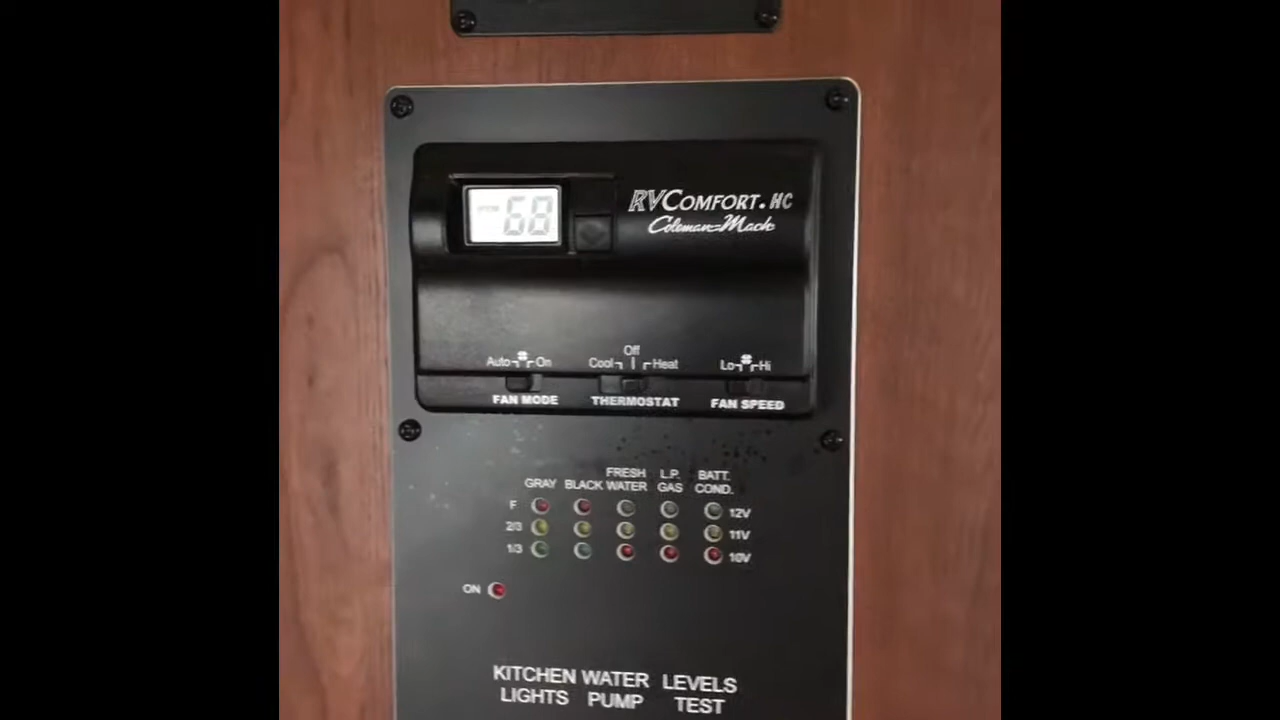 68
RVCOMFORT.HC
Coleman-Mach
Off
Auto On Cool Heat Lo Hi
FAN MODE THERMOSTAT FAN SPEED
FRESH L.P. BATT.
GRAY BLACK WATER GAS COND.
F 12V
2/3 11V
1/3 10V
ON
KITCHEN WATER LEVELS
LIGHTS PUMP TEST